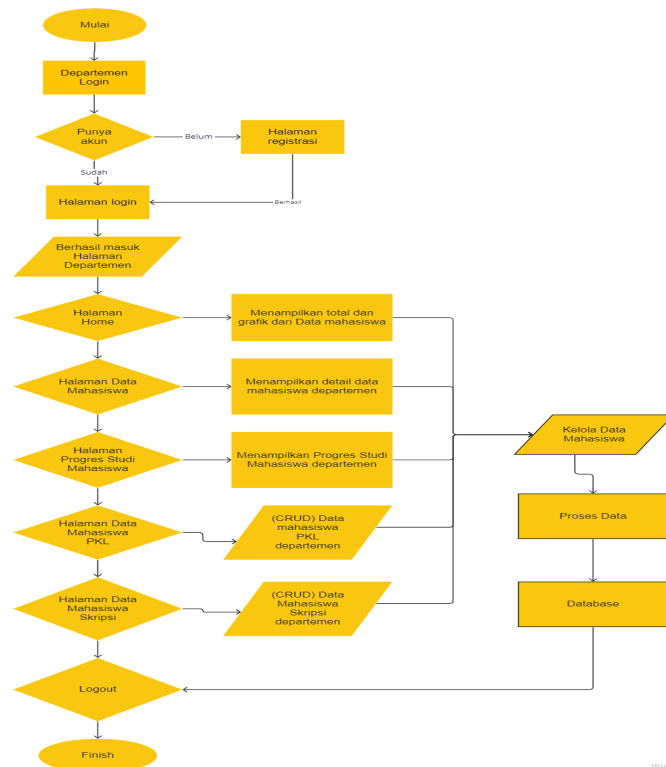 Mulai
Departemen
Login
Punya
akun
Belum
Halaman
registrasi
Sudah
Berhasil
Halaman login
Berhasil masuk
Halaman
Departemen
Halaman
Home
Menampilkan total dan
grafik dari Data mahasiswa
Halaman Data
Mahasiswa
Menampilkan detail data
mahasiswa departemen
Kelola Data
Mahasiswa
Halaman
Progres Studi
Mahasiswa
Menampilkan Progres Studi
Mahasiswa departemen
Halaman Data
Mahasiswa
PKL
(CRUD) Data
mahasiswa
PKL
departemen
Proses Data
Halaman Data
Mahasiswa
Skripsi
(CRUD) Data
Mahasiswa
Skripsi
departemen
Database
Logout
Finish